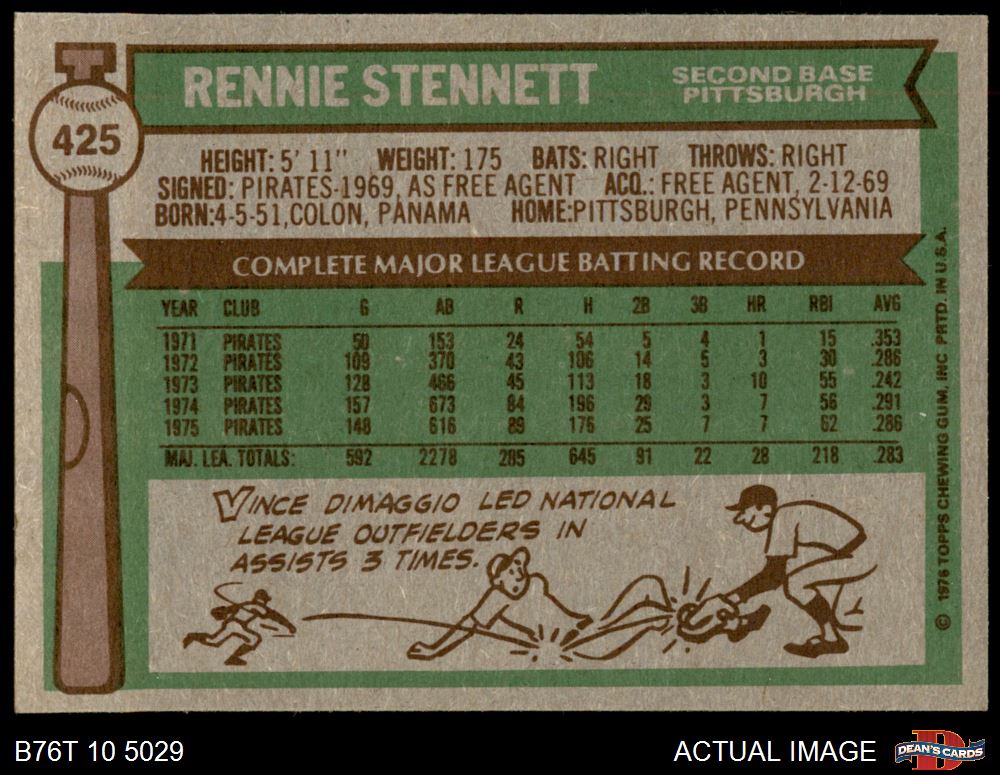 RENNIE STENNETT
SECOND BASE
PITTSBURGH
425
HEIGHT: 5' 11" WEIGHT: 175 BATS: RIGHT THROWS: RIGHT
SIGNED: PIRATES-1969, AS FREE AGENT ACQ.: FREE AGENT, 2-12-69
BORN:4-5-51,COLON, PANAMA HOME:PITTSBURGH, PENNSYLVANIA
COMPLETE MAJOR LEAGUE BATTING RECORD
YEAR CLUB G AB R H 2B 3B HR RBI AVG
1971 PIRATES 50 153 24 54 5 4 1 15 .353
1972 PIRATES 109 370 43 106 14 5 3 30 .286
1973 PIRATES 128 466 45 113 18 3 10 55 .242
1974 PIRATES 157 673 84 196 29 3 7 56 .291
1975 PIRATES 148 616 89 176 25 7 7 62 .286
MAJ. LEA. TOTALS: 592 2278 285 645 91 22 28 218 .283
VINCE DIMAGGIO LED NATIONAL
LEAGUE OUTFIELDERS IN
ASSISTS 3 TIMES.
© 1976 TOPPS CHEWING GUM, INC PRTD. IN U.S.A.
B76T 10 5029
ACTUAL IMAGE
D
DEAN'S CARDS